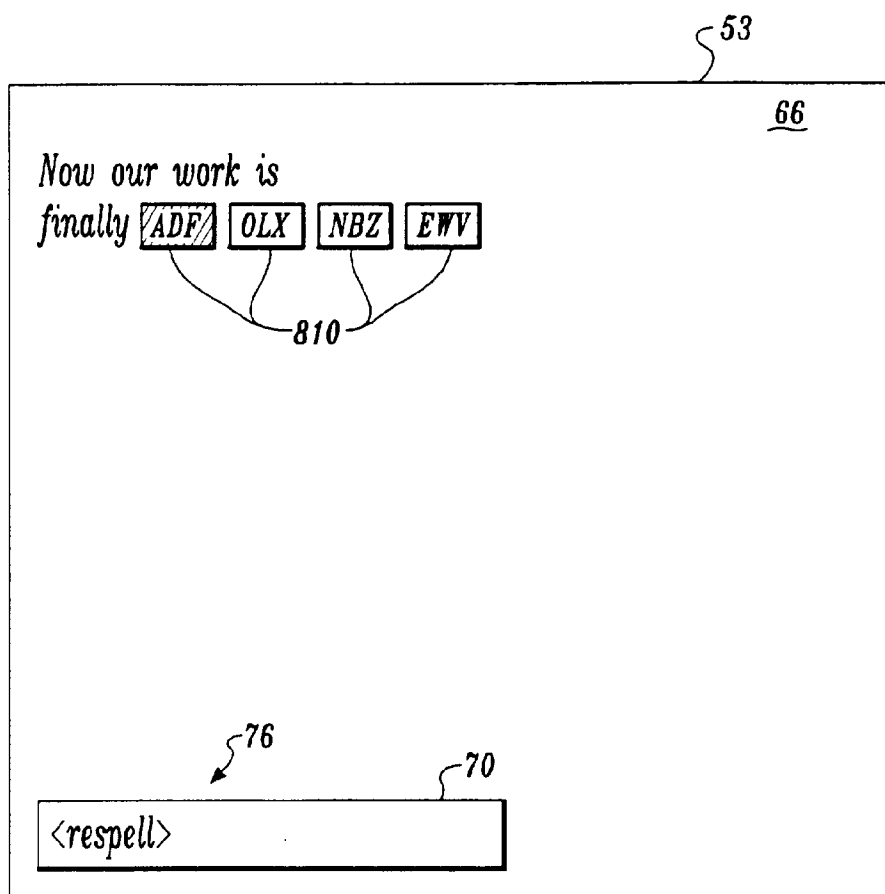 53
66
Now our work is
finally ADF OLX NBZ EWV
810
76
70
<respell>